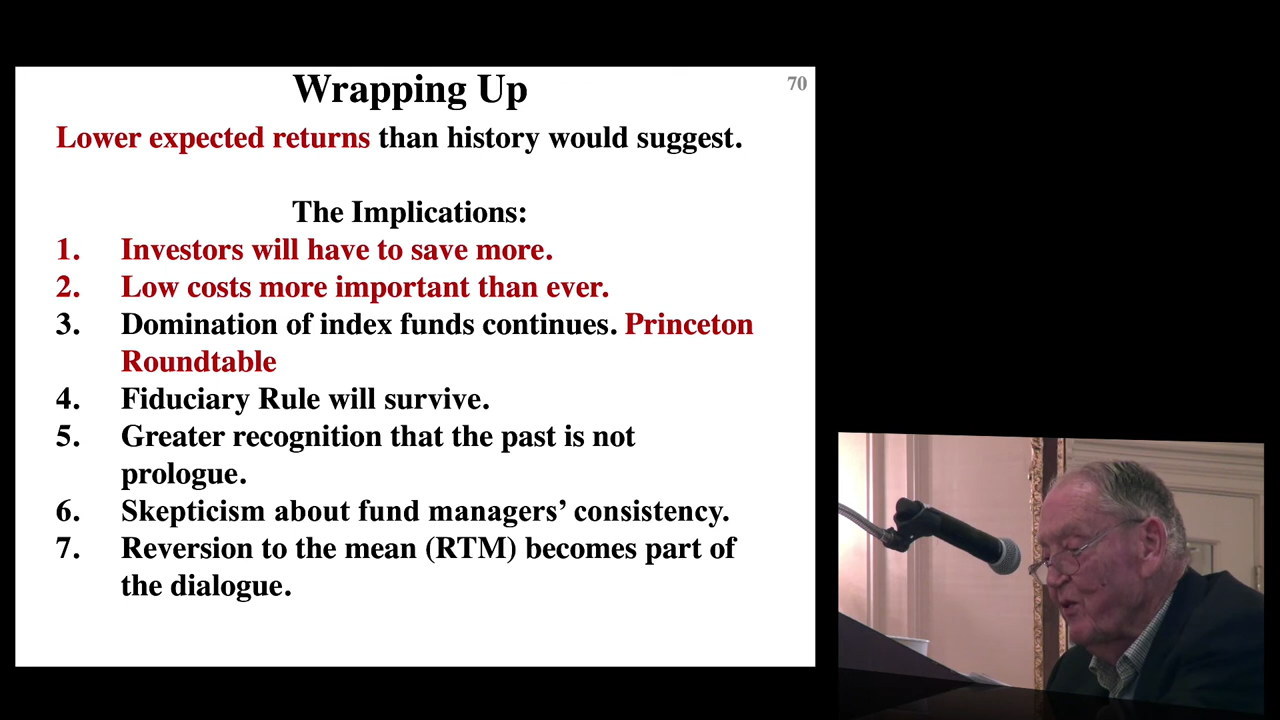 Wrapping Up
70
Lower expected returns than history would suggest.
The Implications:
1. Investors will have to save more.
2. Low costs more important than ever.
3. Domination of index funds continues. Princeton
Roundtable
4. Fiduciary Rule will survive.
5. Greater recognition that the past is not
prologue.
6. Skepticism about fund managers’ consistency.
7. Reversion to the mean (RTM) becomes part of
the dialogue.